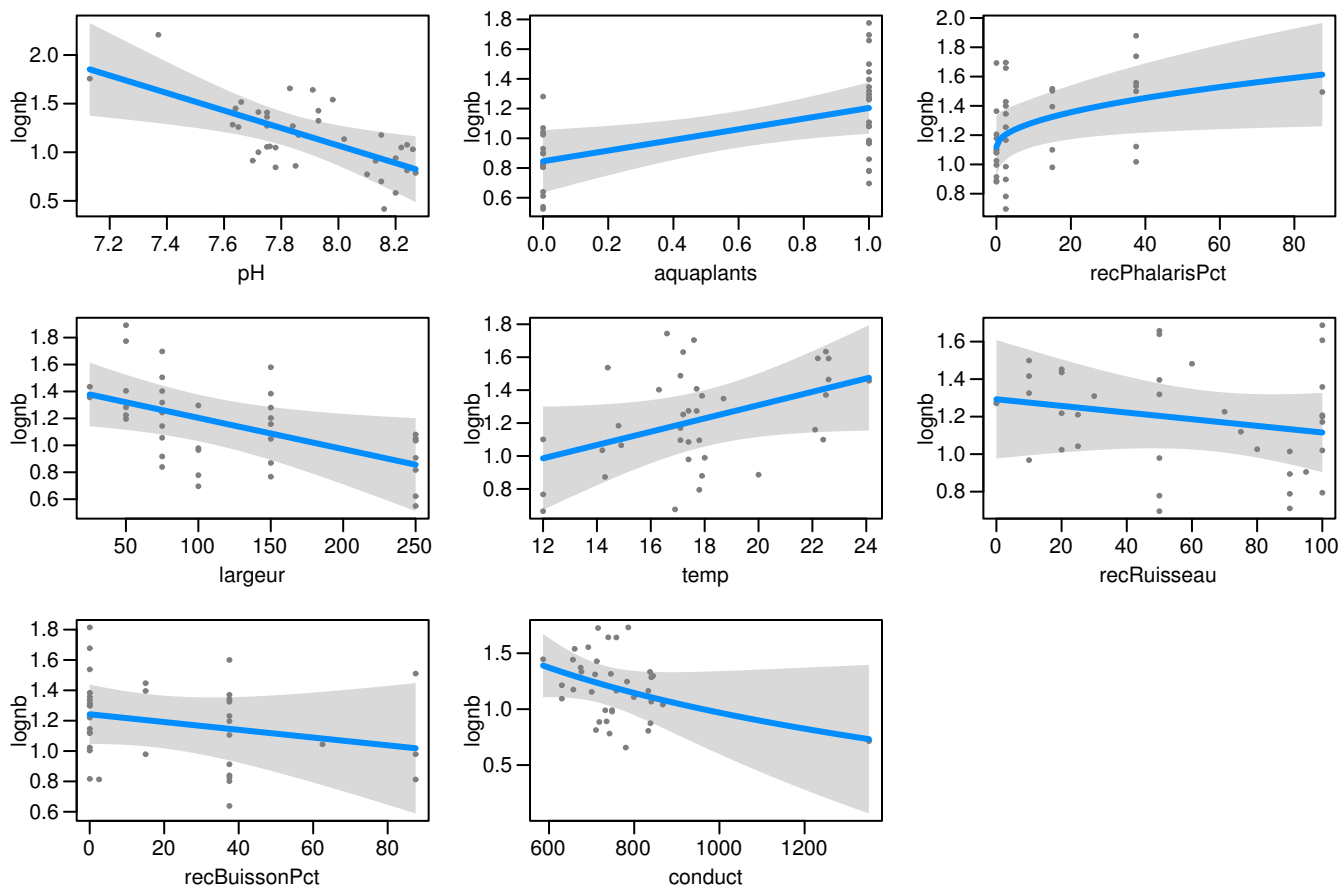 lognb
2.0
1.5
1.0
0.5
7.2 7.4 7.6 7.8 8.0 8.2
pH
lognb
1.8
1.6
1.4
1.2
1.0
0.8
0.6
0.0 0.2 0.4 0.6 0.8 1.0
aquaplants
lognb
2.0
1.8
1.6
1.4
1.2
1.0
0.8
0 20 40 60 80
recPhalarisPct
lognb
1.8
1.6
1.4
1.2
1.0
0.8
0.6
50 100 150 200 250
largeur
lognb
1.8
1.6
1.4
1.2
1.0
0.8
12 14 16 18 20 22 24
temp
lognb
1.6
1.4
1.2
1.0
0.8
0 20 40 60 80 100
recRuisseau
lognb
1.8
1.6
1.4
1.2
1.0
0.8
0.6
0 20 40 60 80
recBuissonPct
lognb
1.5
1.0
0.5
600 800 1000 1200
conduct